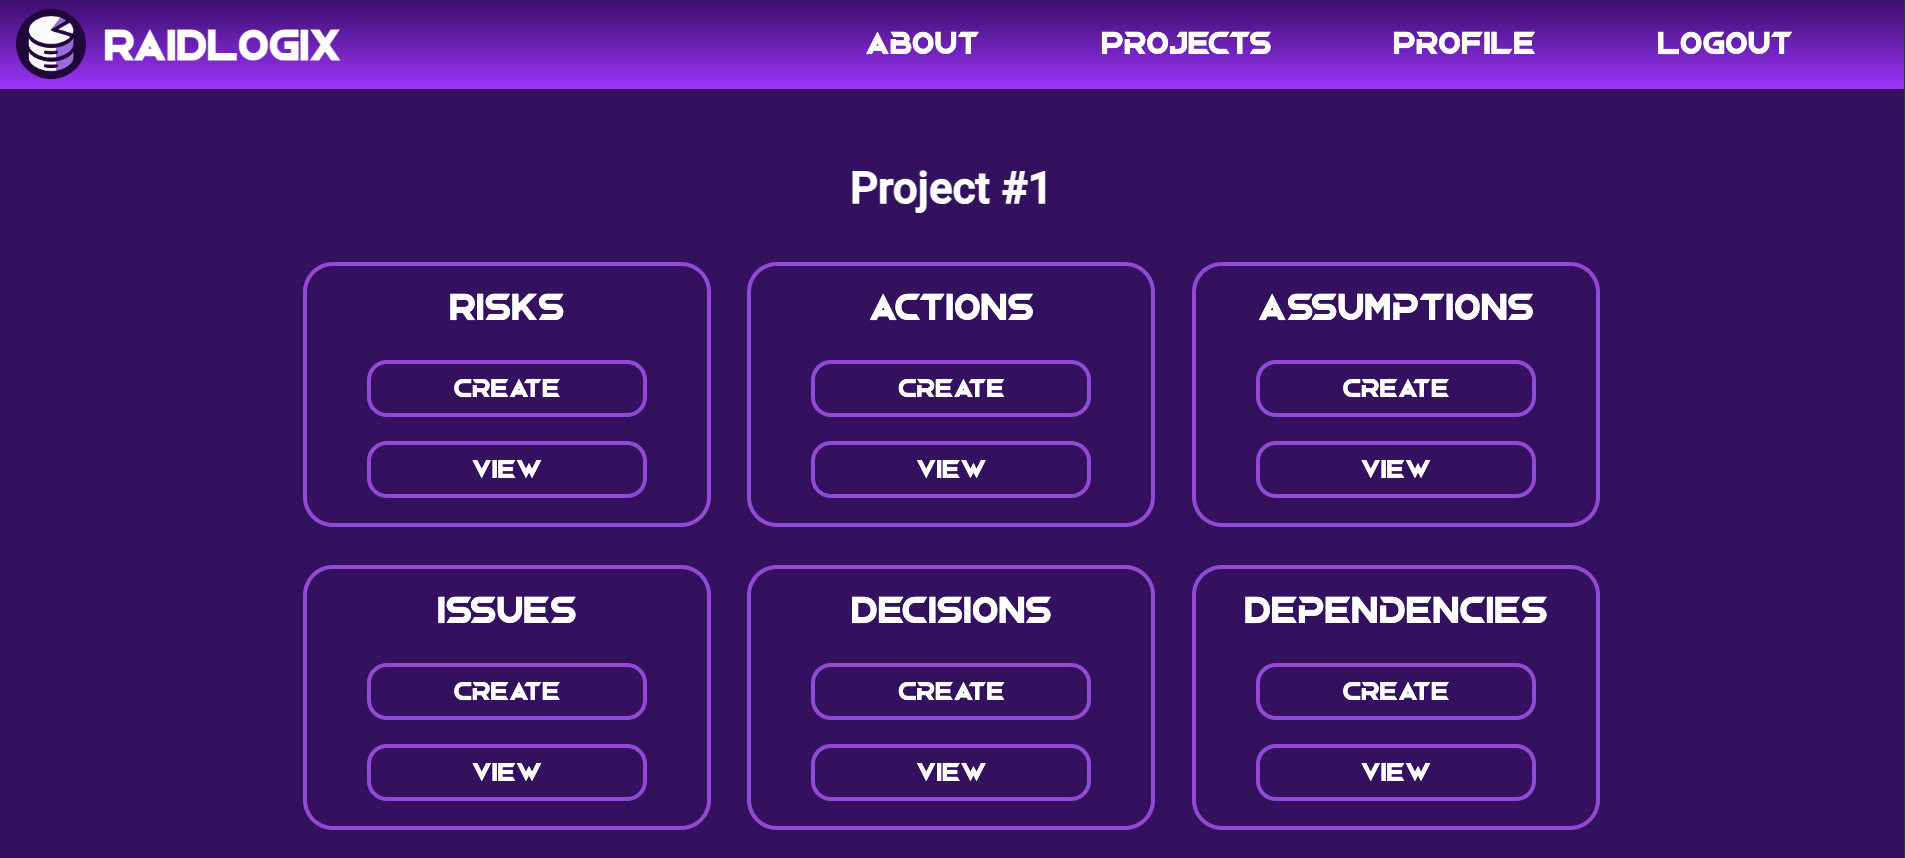 RAIDLOGIX
ABOUT PROJECTS PROFILE LOGOUT
Project #1
RISKS
CREATE
VIEW
ACTIONS
CREATE
VIEW
ASSUMPTIONS
CREATE
VIEW
ISSUES
CREATE
VIEW
DECISIONS
CREATE
VIEW
DEPENDENCIES
CREATE
VIEW